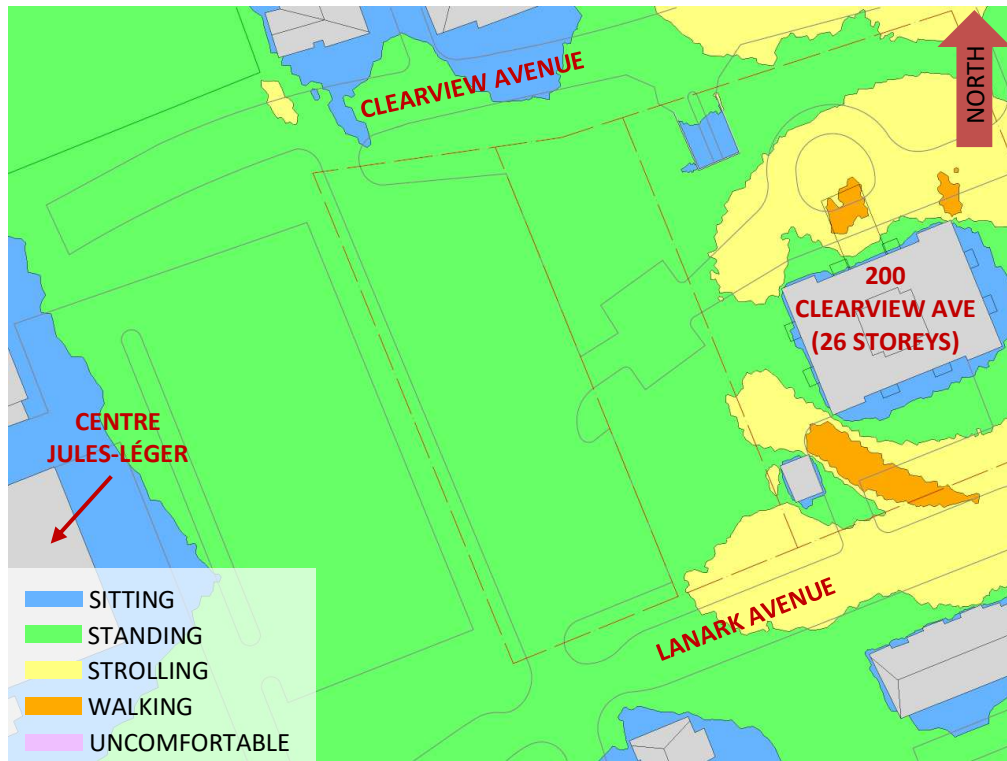 CLEARVIEW AVENUE
NORTH
200
CLEARVIEW AVE
(26 STOREYS)
CENTRE
JULES-LÉGER
LANARK AVENUE
SITTING
STANDING
STROLLING
WALKING
UNCOMFORTABLE